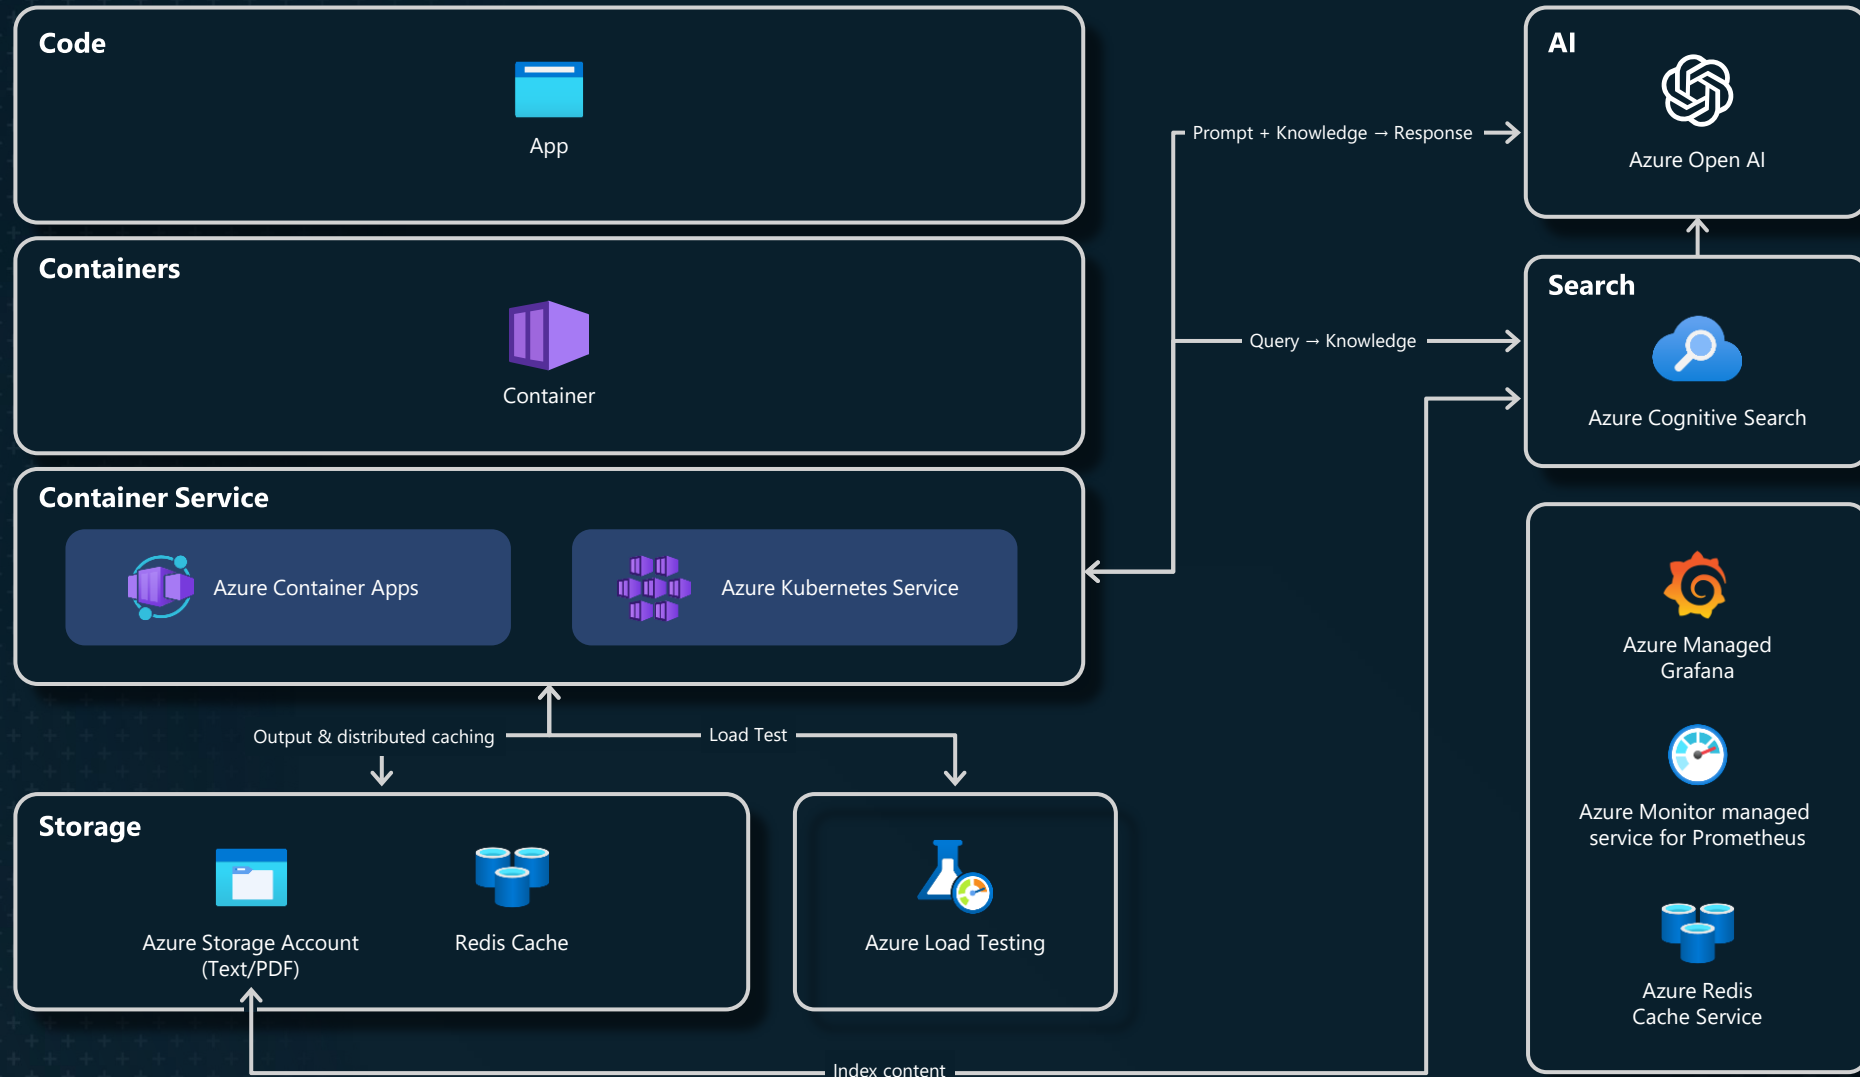 Code
App
Containers
Container
Container Service
Azure Container Apps
Azure Kubernetes Service
Output & distributed caching
Load Test
Storage
Azure Storage Account
(Text/PDF)
Redis Cache
Azure Load Testing
Index content
Prompt + Knowledge → Response
Query → Knowledge
AI
Azure Open AI
Search
Azure Cognitive Search
Azure Managed
Grafana
Azure Monitor managed
service for Prometheus
Azure Redis
Cache Service